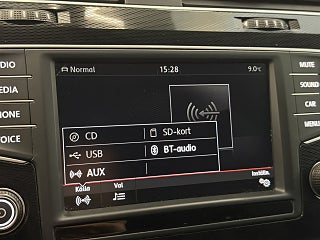 Normal 15:28 9.0°C
DIO
EDIA
ONE
OICE
MUTE
SOUND
CAR
MENU
CD SD-kort
USB BT-audio
AUX
Källa Val Inställn.